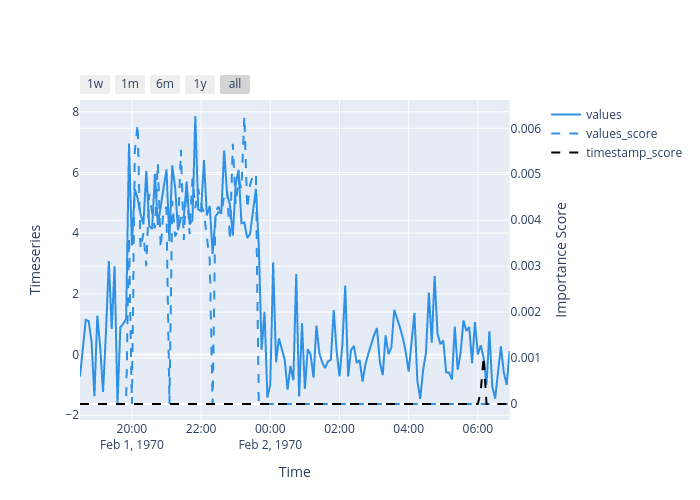 1w 1m 6m 1y all
values
values_score
timestamp_score
8
6
4
2
0
−2
Timeseries
0.006
0.005
0.004
0.003
0.002
0.001
0
Importance Score
20:00 22:00 00:00 02:00 04:00 06:00
Feb 1, 1970 Feb 2, 1970
Time